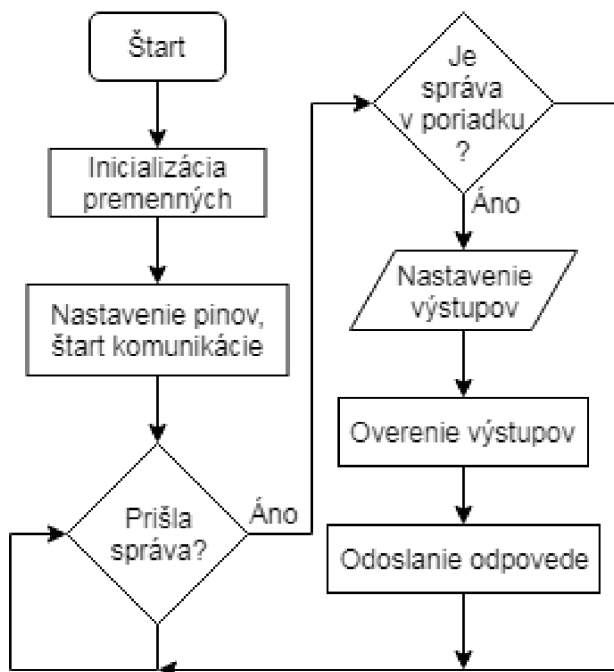 Štart
Inicializácia
premenných
Nastavenie pinov,
štart komunikácie
Prišla
správa?
Áno
Je
správa
v poriadku
?
Áno
Nastavenie
výstupov
Overenie výstupov
Odoslanie odpovede